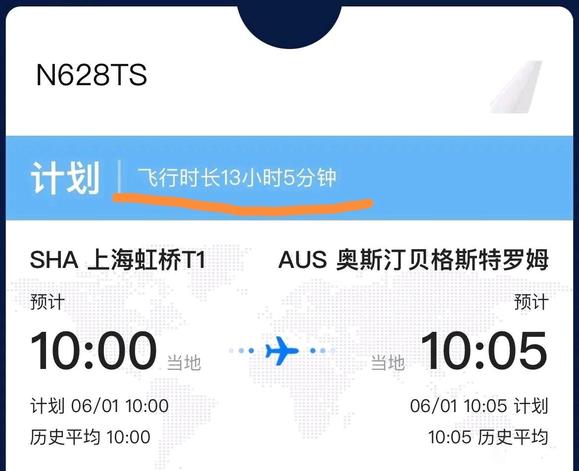 N628TS
计划 飞行时长13小时5分钟
SHA 上海虹桥T1 AUS 奥斯汀贝格斯特罗姆
预计 预计
10:00 当地 当地 10:05
计划 06/01 10:00 06/01 10:05 计划
历史平均 10:00 10:05 历史平均